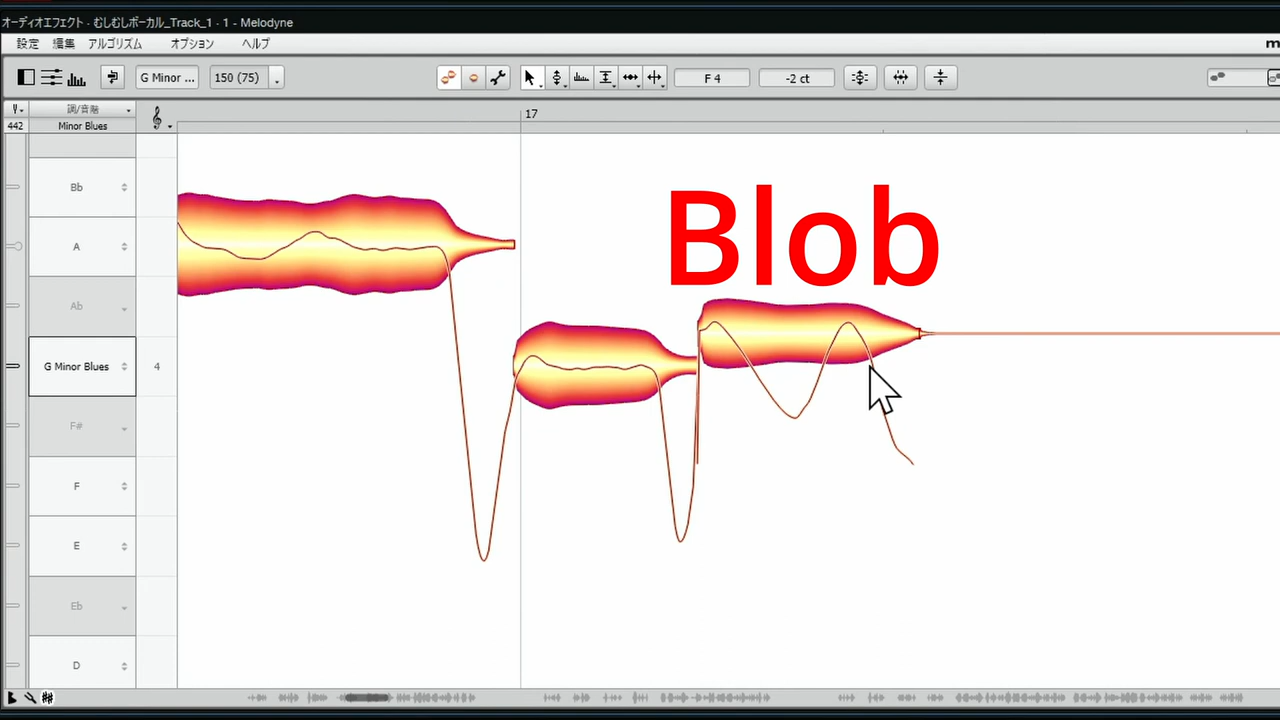 オーディオエフェクト - むしむしボーカル_Track_1 - 1 - Melodyne
設定 編集 アルゴリズム オプション ヘルプ
m
G Minor ... 150 (75) F 4 -2 ct
調/音階 17
442 Minor Blues
Bb
A
Ab
G Minor Blues 4
F#
F
E
Eb
D
Blob